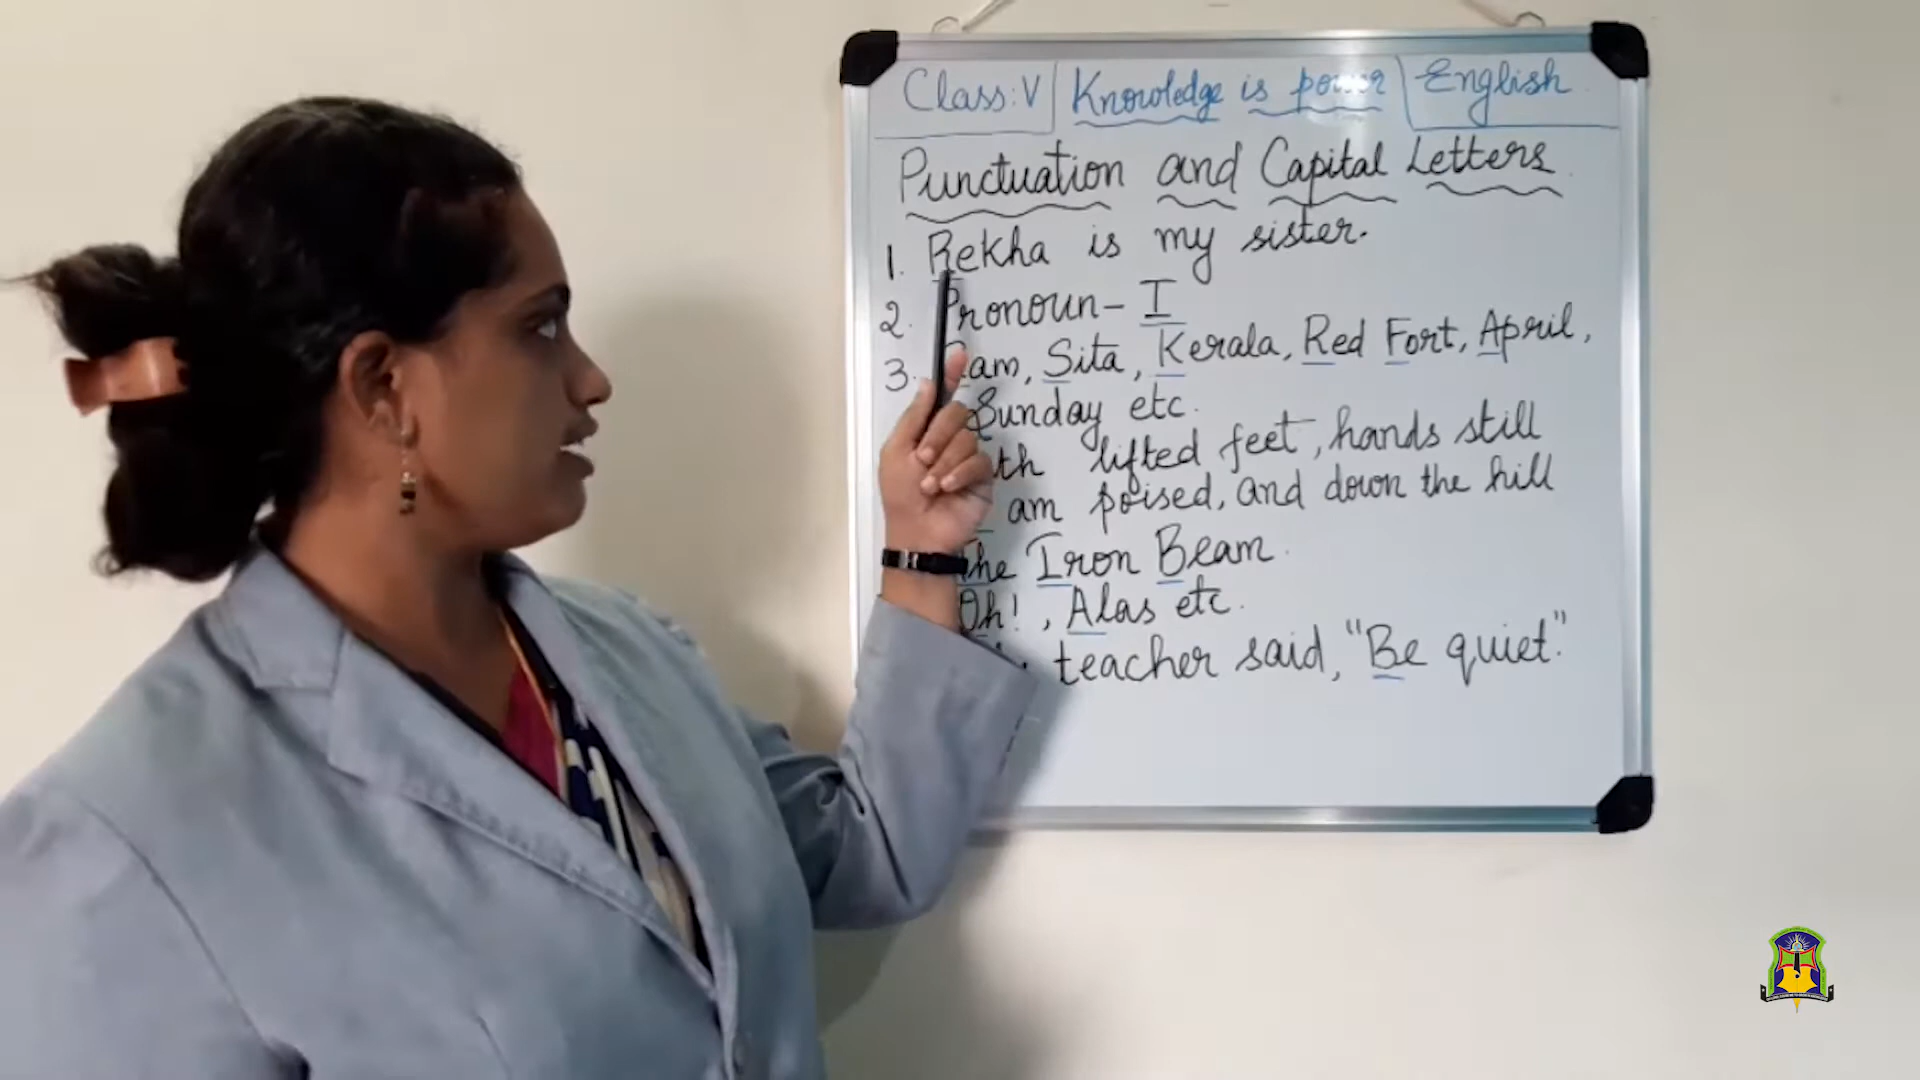 Class: V Knowledge is power English
Punctuation and Capital Letters
1. Rekha is my sister.
2. Pronoun - I
3. Ram, Sita, Kerala, Red Fort, April,
Sunday etc.
lifted feet, hands still
am poised, and down the hill
The Iron Beam.
Oh!, Alas etc.
teacher said, "Be quiet."